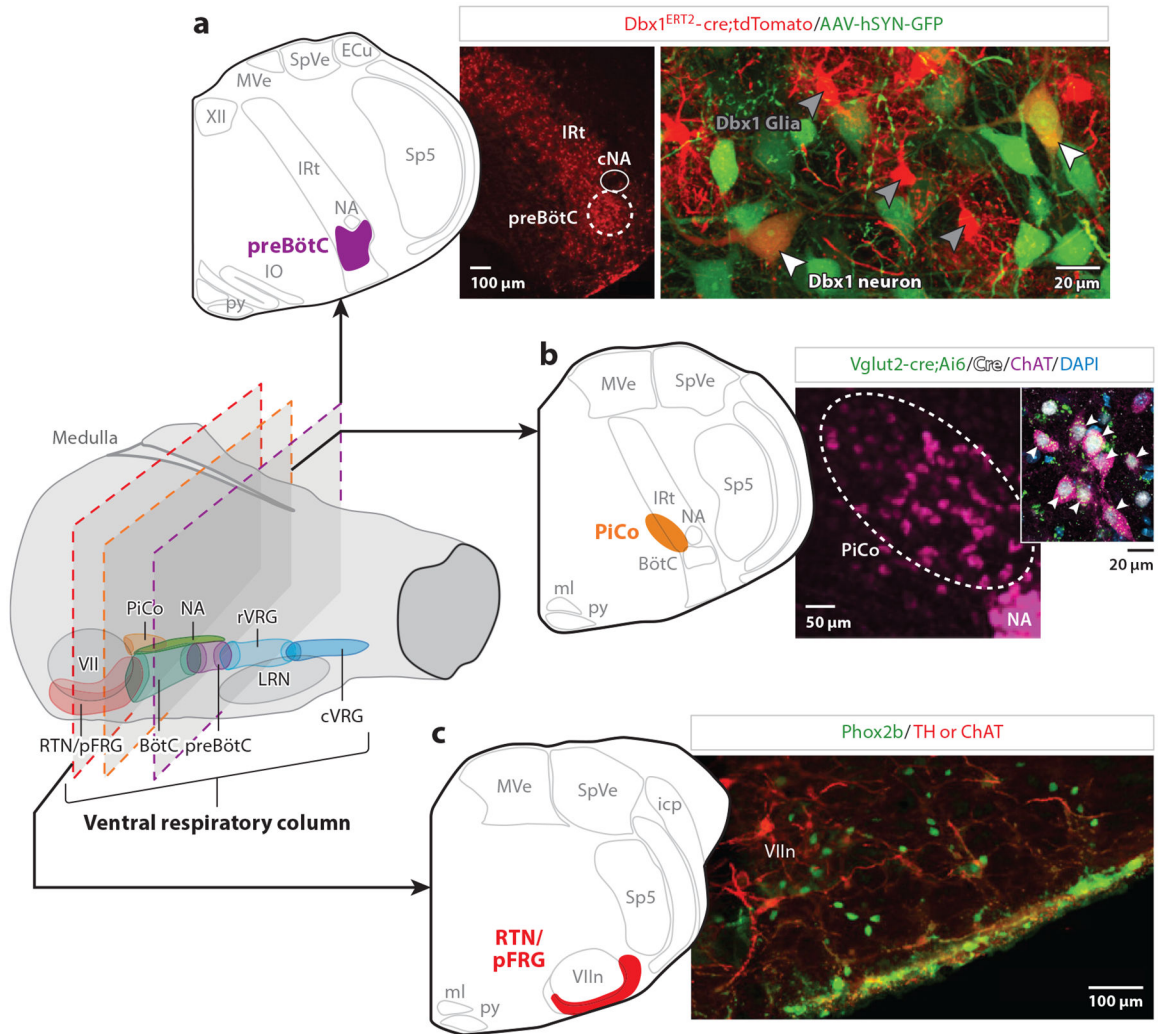 a
Dbx1ERT2-cre;tdTomato/AAV-hSYN-GFP
ECu
SpVe
MVe
XII
IRt
Sp5
NA
preBötC
IO
py
IRt
cNA
preBötC
100 µm
Dbx1 Glia
Dbx1 neuron
20 µm
b
Vglut2-cre;Ai6/Cre/ChAT/DAPI
MVe
SpVe
IRt
Sp5
NA
PiCo
BötC
ml
py
PiCo
50 µm
NA
20 µm
Medulla
PiCo
NA
rVRG
VII
LRN
cVRG
RTN/pFRG
BötC
preBötC
Ventral respiratory column
c
Phox2b/TH or ChAT
MVe
SpVe
icp
Sp5
RTN/
pFRG
VIIn
ml
py
VIIn
100 µm